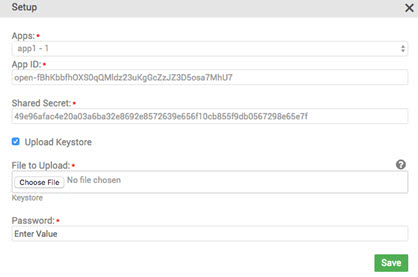 Setup
Apps:*
app1 - 1
App ID:*
open-fBhKbbfhOXS0qQMldz23uKgGcZzJZ3D5osa7MhU7
Shared Secret:*
49e96afac4e20a03a6ba32e8692e8572639e656f10cb855f9db0567298e65e7f
Upload Keystore
File to Upload:*
Choose File No file chosen
Keystore
Password:*
Enter Value
Save